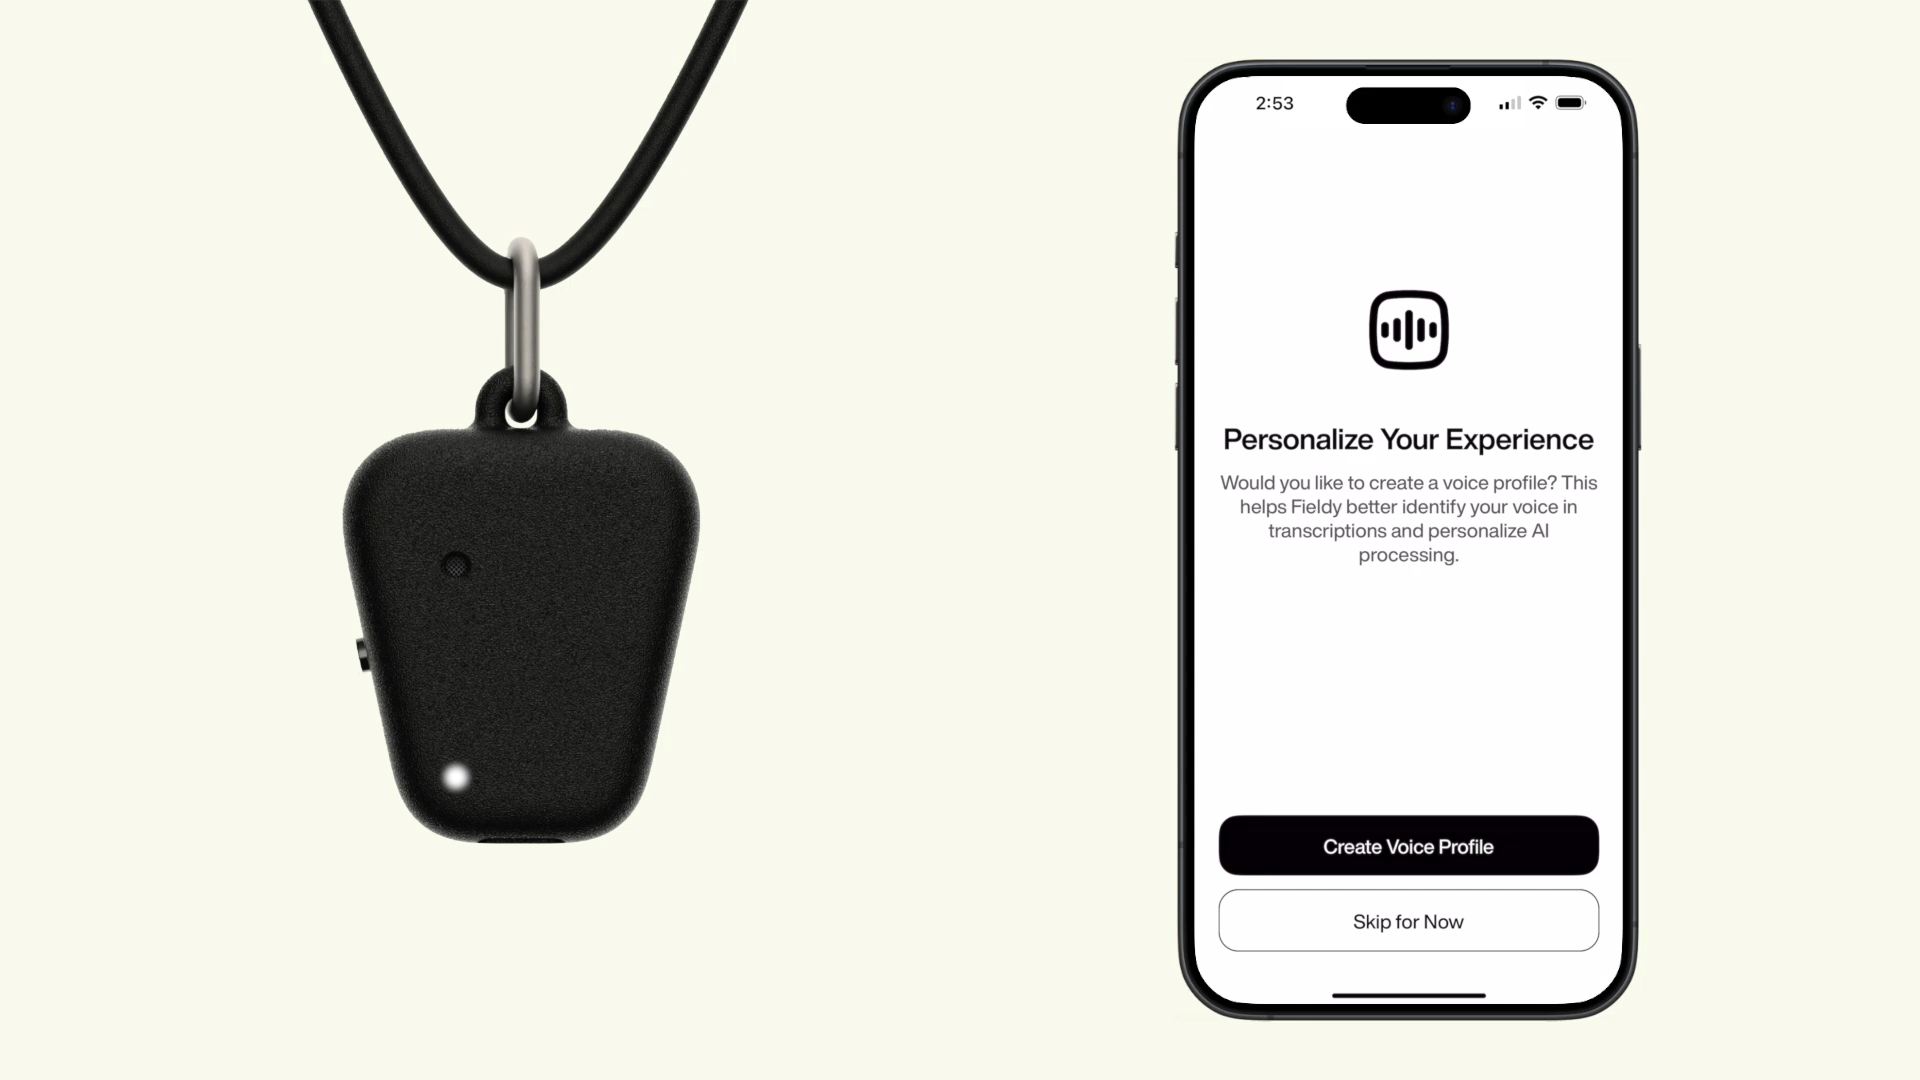 2:53
Personalize Your Experience
Would you like to create a voice profile? This
helps Fieldy better identify your voice in
transcriptions and personalize AI
processing.
Create Voice Profile
Skip for Now